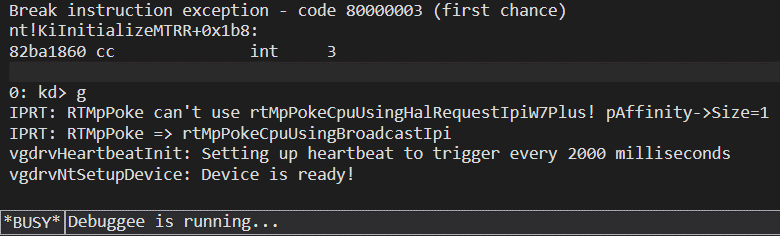 Break instruction exception - code 80000003 (first chance)
nt!KiInitializeMTRR+0x1b8:
82ba1860 cc              int     3
0: kd> g
IPRT: RTMpPoke can't use rtMpPokeCpuUsingHalRequestIpiW7Plus! pAffinity->Size=1
IPRT: RTMpPoke => rtMpPokeCpuUsingBroadcastIpi
vgdrvHeartbeatInit: Setting up heartbeat to trigger every 2000 milliseconds
vgdrvNtSetupDevice: Device is ready!
*BUSY* Debuggee is running...